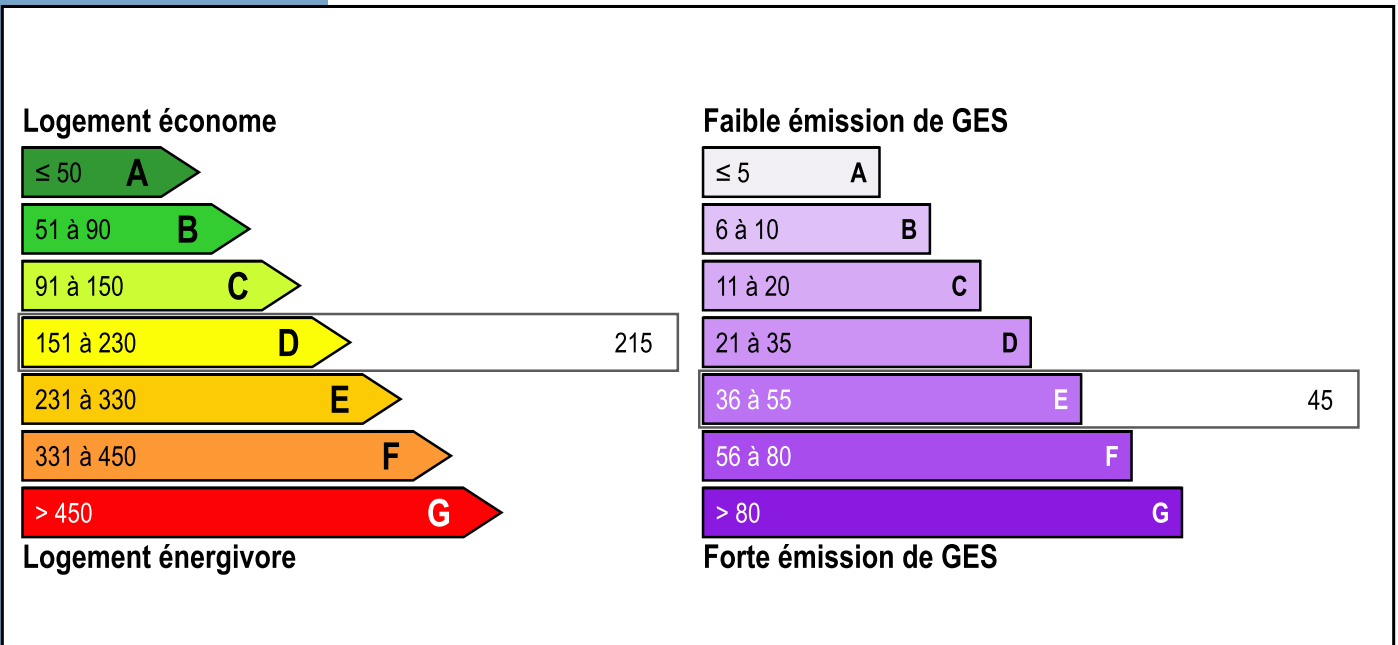 Logement économe
≤ 50 A
51 à 90 B
91 à 150 C
151 à 230 D 215
231 à 330 E
331 à 450 F
> 450 G
Logement énergivore
Faible émission de GES
≤ 5 A
6 à 10 B
11 à 20 C
21 à 35 D
36 à 55 E 45
56 à 80 F
> 80 G
Forte émission de GES